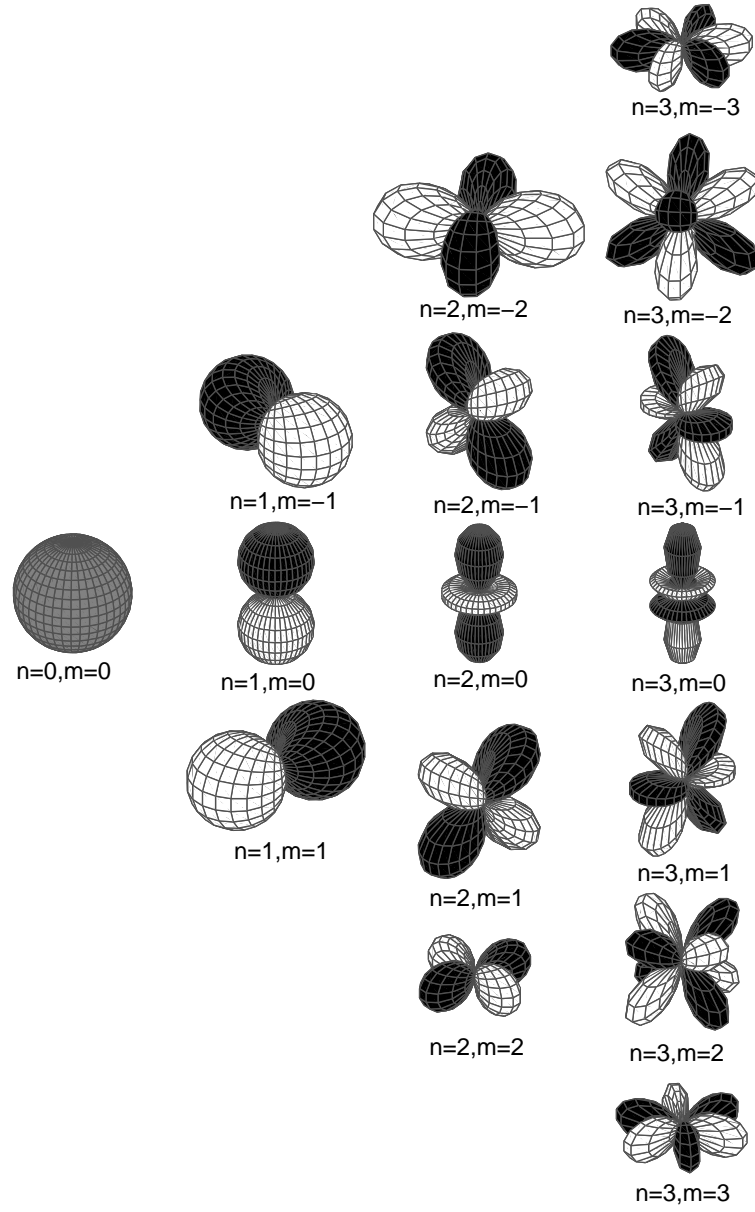 n=3,m=−3
n=2,m=−2
n=3,m=−2
n=1,m=−1
n=2,m=−1
n=3,m=−1
n=0,m=0
n=1,m=0
n=2,m=0
n=3,m=0
n=1,m=1
n=2,m=1
n=3,m=1
n=2,m=2
n=3,m=2
n=3,m=3